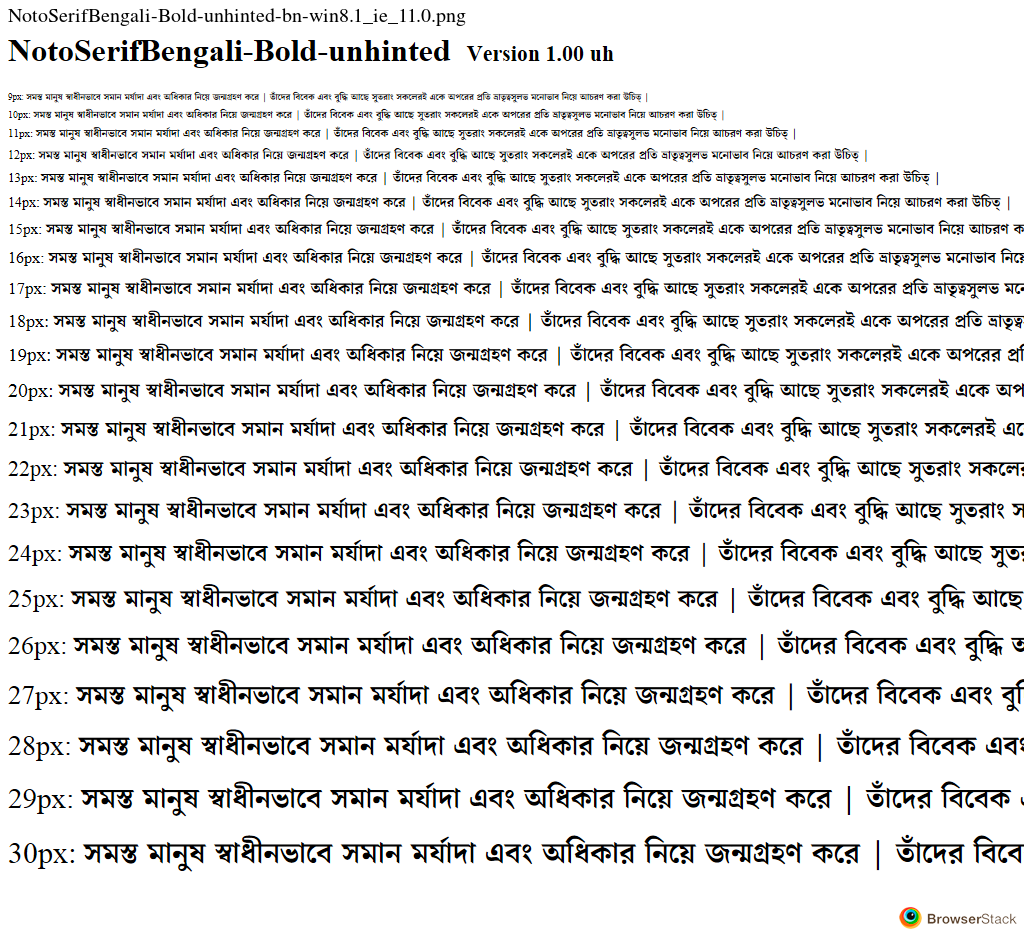 NotoSerifBengali-Bold-unhinted-bn-win8.1_ie_11.0.png
NotoSerifBengali-Bold-unhinted Version 1.00 uh
9px: সমস্ত মানুষ স্বাধীনভাবে সমান মর্যাদা এবং অধিকার নিয়ে জন্মগ্রহণ করে | তাঁদের বিবেক এবং বুদ্ধি আছে সুতরাং সকলেরই একে অপরের প্রতি ভ্রাতৃত্বসুলভ মনোভাব নিয়ে আচরণ করা উচিত্ |
10px: সমস্ত মানুষ স্বাধীনভাবে সমান মর্যাদা এবং অধিকার নিয়ে জন্মগ্রহণ করে | তাঁদের বিবেক এবং বুদ্ধি আছে সুতরাং সকলেরই একে অপরের প্রতি ভ্রাতৃত্বসুলভ মনোভাব নিয়ে আচরণ করা উচিত্ |
11px: সমস্ত মানুষ স্বাধীনভাবে সমান মর্যাদা এবং অধিকার নিয়ে জন্মগ্রহণ করে | তাঁদের বিবেক এবং বুদ্ধি আছে সুতরাং সকলেরই একে অপরের প্রতি ভ্রাতৃত্বসুলভ মনোভাব নিয়ে আচরণ করা উচিত্ |
12px: সমস্ত মানুষ স্বাধীনভাবে সমান মর্যাদা এবং অধিকার নিয়ে জন্মগ্রহণ করে | তাঁদের বিবেক এবং বুদ্ধি আছে সুতরাং সকলেরই একে অপরের প্রতি ভ্রাতৃত্বসুলভ মনোভাব নিয়ে আচরণ করা উচিত্ |
13px: সমস্ত মানুষ স্বাধীনভাবে সমান মর্যাদা এবং অধিকার নিয়ে জন্মগ্রহণ করে | তাঁদের বিবেক এবং বুদ্ধি আছে সুতরাং সকলেরই একে অপরের প্রতি ভ্রাতৃত্বসুলভ মনোভাব নিয়ে আচরণ করা উচিত্ |
14px: সমস্ত মানুষ স্বাধীনভাবে সমান মর্যাদা এবং অধিকার নিয়ে জন্মগ্রহণ করে | তাঁদের বিবেক এবং বুদ্ধি আছে সুতরাং সকলেরই একে অপরের প্রতি ভ্রাতৃত্বসুলভ মনোভাব নিয়ে আচরণ করা উচিত্ |
15px: সমস্ত মানুষ স্বাধীনভাবে সমান মর্যাদা এবং অধিকার নিয়ে জন্মগ্রহণ করে | তাঁদের বিবেক এবং বুদ্ধি আছে সুতরাং সকলেরই একে অপরের প্রতি ভ্রাতৃত্বসুলভ মনোভাব নিয়ে আচরণ
16px: সমস্ত মানুষ স্বাধীনভাবে সমান মর্যাদা এবং অধিকার নিয়ে জন্মগ্রহণ করে | তাঁদের বিবেক এবং বুদ্ধি আছে সুতরাং সকলেরই একে অপরের প্রতি ভ্রাতৃত্বসুলভ মনোভাব নিয়ে
17px: সমস্ত মানুষ স্বাধীনভাবে সমান মর্যাদা এবং অধিকার নিয়ে জন্মগ্রহণ করে | তাঁদের বিবেক এবং বুদ্ধি আছে সুতরাং সকলেরই একে অপরের প্রতি ভ্রাতৃত্বসুলভ
18px: সমস্ত মানুষ স্বাধীনভাবে সমান মর্যাদা এবং অধিকার নিয়ে জন্মগ্রহণ করে | তাঁদের বিবেক এবং বুদ্ধি আছে সুতরাং সকলেরই একে অপরের প্রতি
19px: সমস্ত মানুষ স্বাধীনভাবে সমান মর্যাদা এবং অধিকার নিয়ে জন্মগ্রহণ করে | তাঁদের বিবেক এবং বুদ্ধি আছে সুতরাং সকলেরই একে অপরের
20px: সমস্ত মানুষ স্বাধীনভাবে সমান মর্যাদা এবং অধিকার নিয়ে জন্মগ্রহণ করে | তাঁদের বিবেক এবং বুদ্ধি আছে সুতরাং সকলেরই একে
21px: সমস্ত মানুষ স্বাধীনভাবে সমান মর্যাদা এবং অধিকার নিয়ে জন্মগ্রহণ করে | তাঁদের বিবেক এবং বুদ্ধি আছে সুতরাং সকলেরই
22px: সমস্ত মানুষ স্বাধীনভাবে সমান মর্যাদা এবং অধিকার নিয়ে জন্মগ্রহণ করে | তাঁদের বিবেক এবং বুদ্ধি আছে সুতরাং
23px: সমস্ত মানুষ স্বাধীনভাবে সমান মর্যাদা এবং অধিকার নিয়ে জন্মগ্রহণ করে | তাঁদের বিবেক এবং বুদ্ধি আছে সুতরাং
24px: সমস্ত মানুষ স্বাধীনভাবে সমান মর্যাদা এবং অধিকার নিয়ে জন্মগ্রহণ করে | তাঁদের বিবেক এবং বুদ্ধি আছে
25px: সমস্ত মানুষ স্বাধীনভাবে সমান মর্যাদা এবং অধিকার নিয়ে জন্মগ্রহণ করে | তাঁদের বিবেক এবং বুদ্ধি আছে
26px: সমস্ত মানুষ স্বাধীনভাবে সমান মর্যাদা এবং অধিকার নিয়ে জন্মগ্রহণ করে | তাঁদের বিবেক এবং বুদ্ধি
27px: সমস্ত মানুষ স্বাধীনভাবে সমান মর্যাদা এবং অধিকার নিয়ে জন্মগ্রহণ করে | তাঁদের বিবেক এবং
28px: সমস্ত মানুষ স্বাধীনভাবে সমান মর্যাদা এবং অধিকার নিয়ে জন্মগ্রহণ করে | তাঁদের বিবেক এবং
29px: সমস্ত মানুষ স্বাধীনভাবে সমান মর্যাদা এবং অধিকার নিয়ে জন্মগ্রহণ করে | তাঁদের বিবেক
30px: সমস্ত মানুষ স্বাধীনভাবে সমান মর্যাদা এবং অধিকার নিয়ে জন্মগ্রহণ করে | তাঁদের
BrowserStack